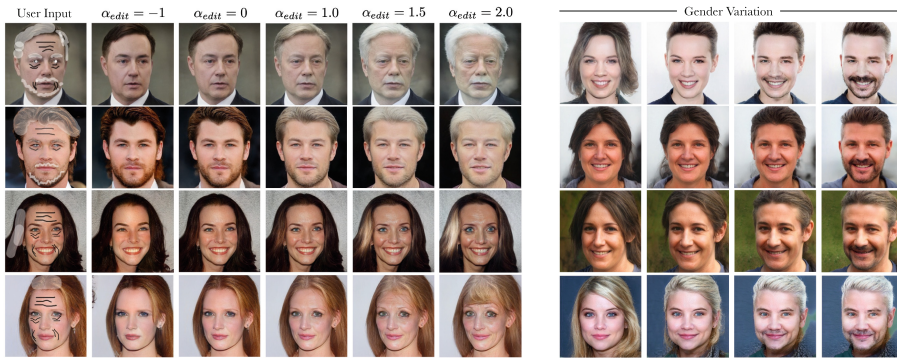 User Input α_edit = −1 α_edit = 0 α_edit = 1.0 α_edit = 1.5 α_edit = 2.0
Gender Variation